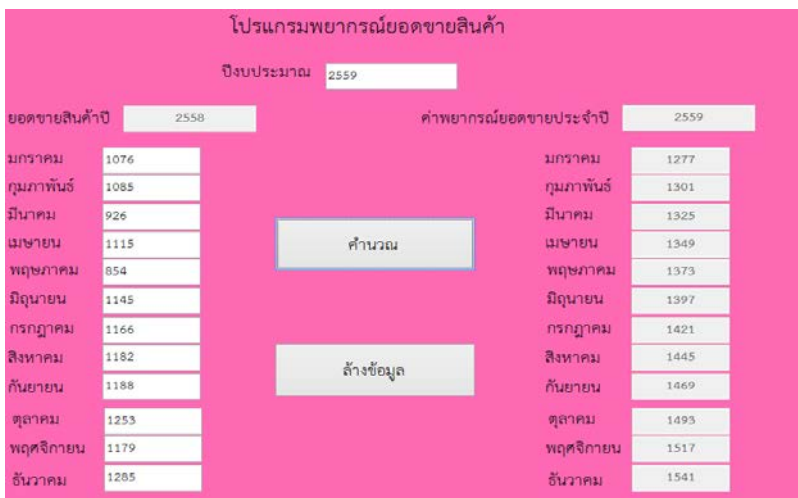 โปรแกรมพยากรณ์ยอดขายสินค้า
ปีงบประมาณ 2559
ยอดขายสินค้าปี 2558 ค่าพยากรณ์ยอดขายประจำปี 2559
มกราคม 1076 มกราคม 1277
กุมภาพันธ์ 1085 กุมภาพันธ์ 1301
มีนาคม 926 มีนาคม 1325
เมษายน 1115 เมษายน 1349
พฤษภาคม 854 พฤษภาคม 1373
คำนวณ
มิถุนายน 1145 มิถุนายน 1397
กรกฎาคม 1166 กรกฎาคม 1421
สิงหาคม 1182 สิงหาคม 1445
ล้างข้อมูล
กันยายน 1188 กันยายน 1469
ตุลาคม 1253 ตุลาคม 1493
พฤศจิกายน 1179 พฤศจิกายน 1517
ธันวาคม 1285 ธันวาคม 1541